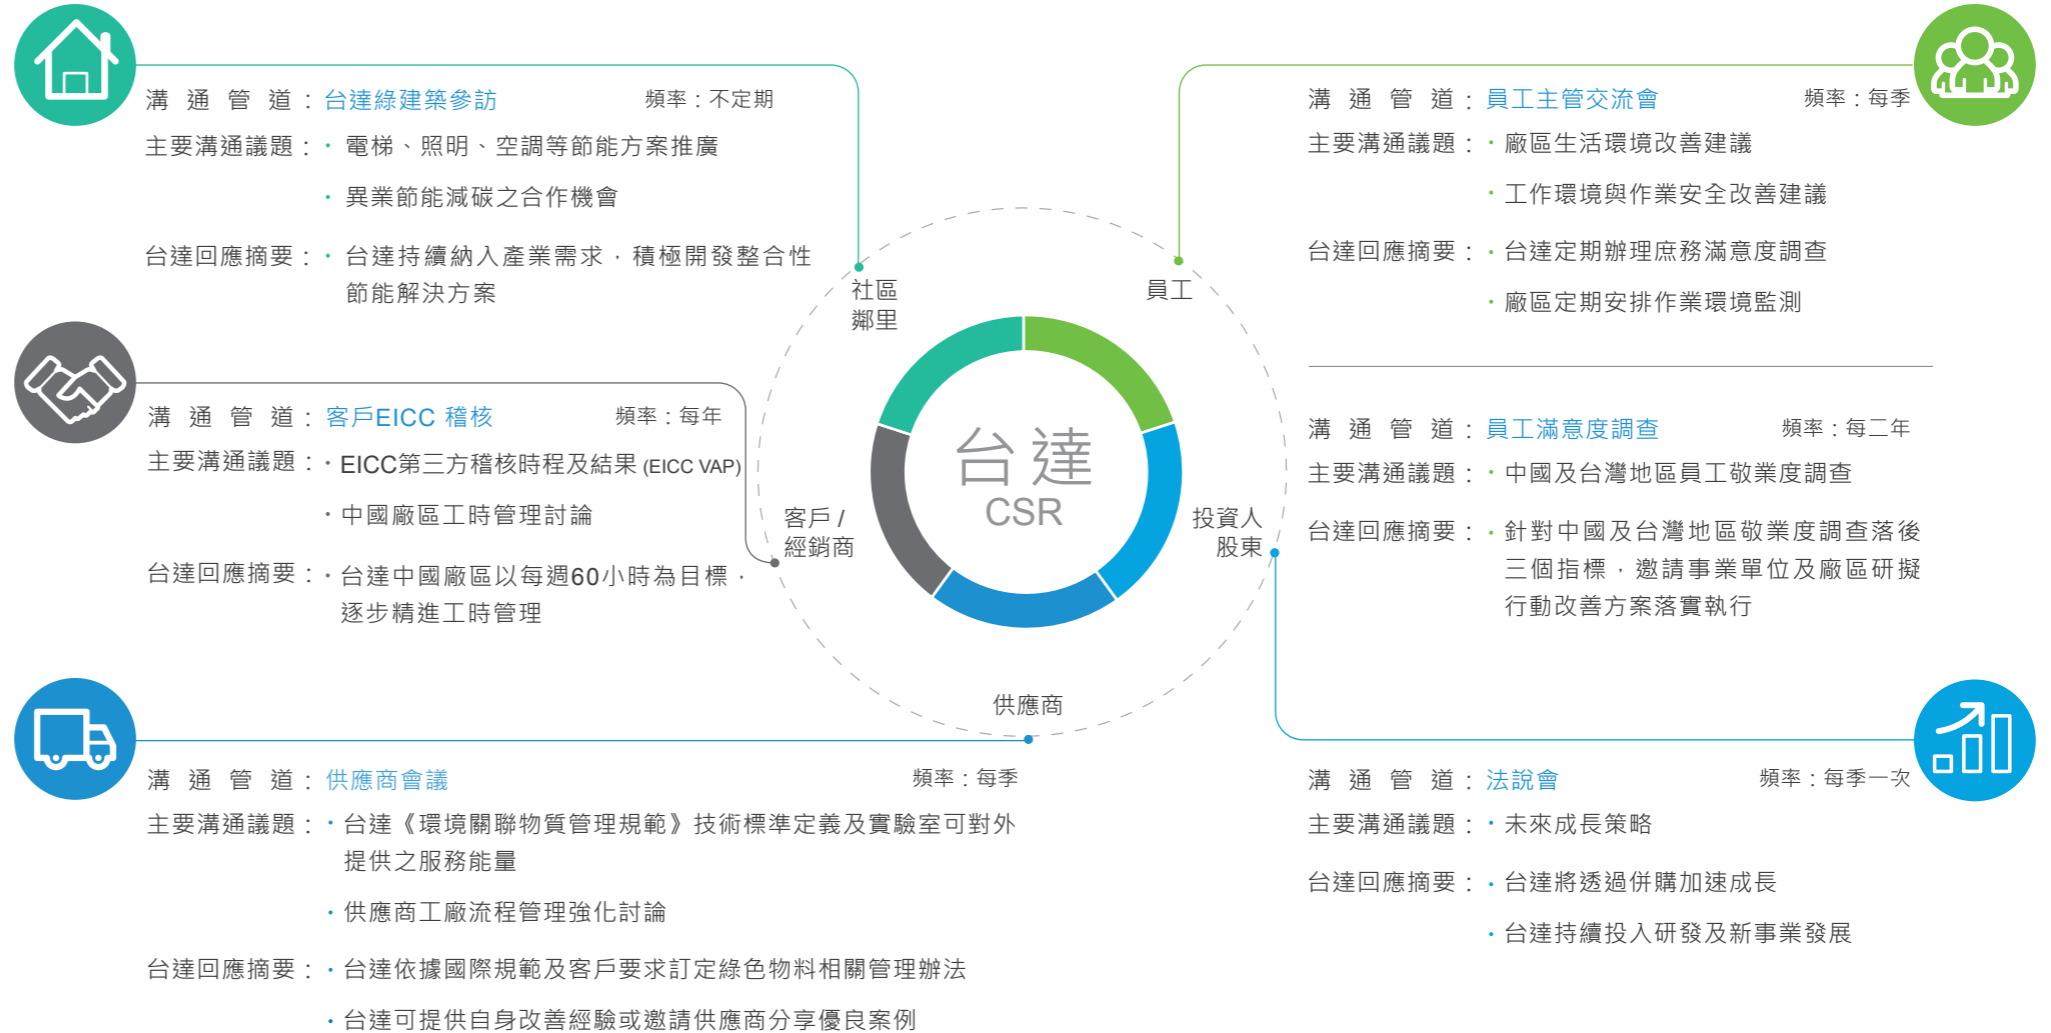 溝通管道：台達綠建築參訪 頻率：不定期
主要溝通議題：· 電梯、照明、空調等節能方案推廣
· 異業節能減碳之合作機會
台達回應摘要：· 台達持續納入產業需求，積極開發整合性
節能解決方案
溝通管道：客戶EICC 稽核 頻率：每年
主要溝通議題：· EICC第三方稽核時程及結果 (EICC VAP)
· 中國廠區工時管理討論
台達回應摘要：· 台達中國廠區以每週60小時為目標，
逐步精進工時管理
溝通管道：供應商會議 頻率：每季
主要溝通議題：· 台達《環境關聯物質管理規範》技術標準定義及實驗室可對外
提供之服務能量
· 供應商工廠流程管理強化討論
台達回應摘要：· 台達依據國際規範及客戶要求訂定綠色物料相關管理辦法
· 台達可提供自身改善經驗或邀請供應商分享優良案例
社區
鄰里
員工
台達
CSR
客戶 /
經銷商
投資人
股東
供應商
溝通管道：員工主管交流會 頻率：每季
主要溝通議題：· 廠區生活環境改善建議
· 工作環境與作業安全改善建議
台達回應摘要：· 台達定期辦理庶務滿意度調查
· 廠區定期安排作業環境監測
溝通管道：員工滿意度調查 頻率：每二年
主要溝通議題：· 中國及台灣地區員工敬業度調查
台達回應摘要：· 針對中國及台灣地區敬業度調查落後
三個指標，邀請事業單位及廠區研擬
行動改善方案落實執行
溝通管道：法說會 頻率：每季一次
主要溝通議題：· 未來成長策略
台達回應摘要：· 台達將透過併購加速成長
· 台達持續投入研發及新事業發展